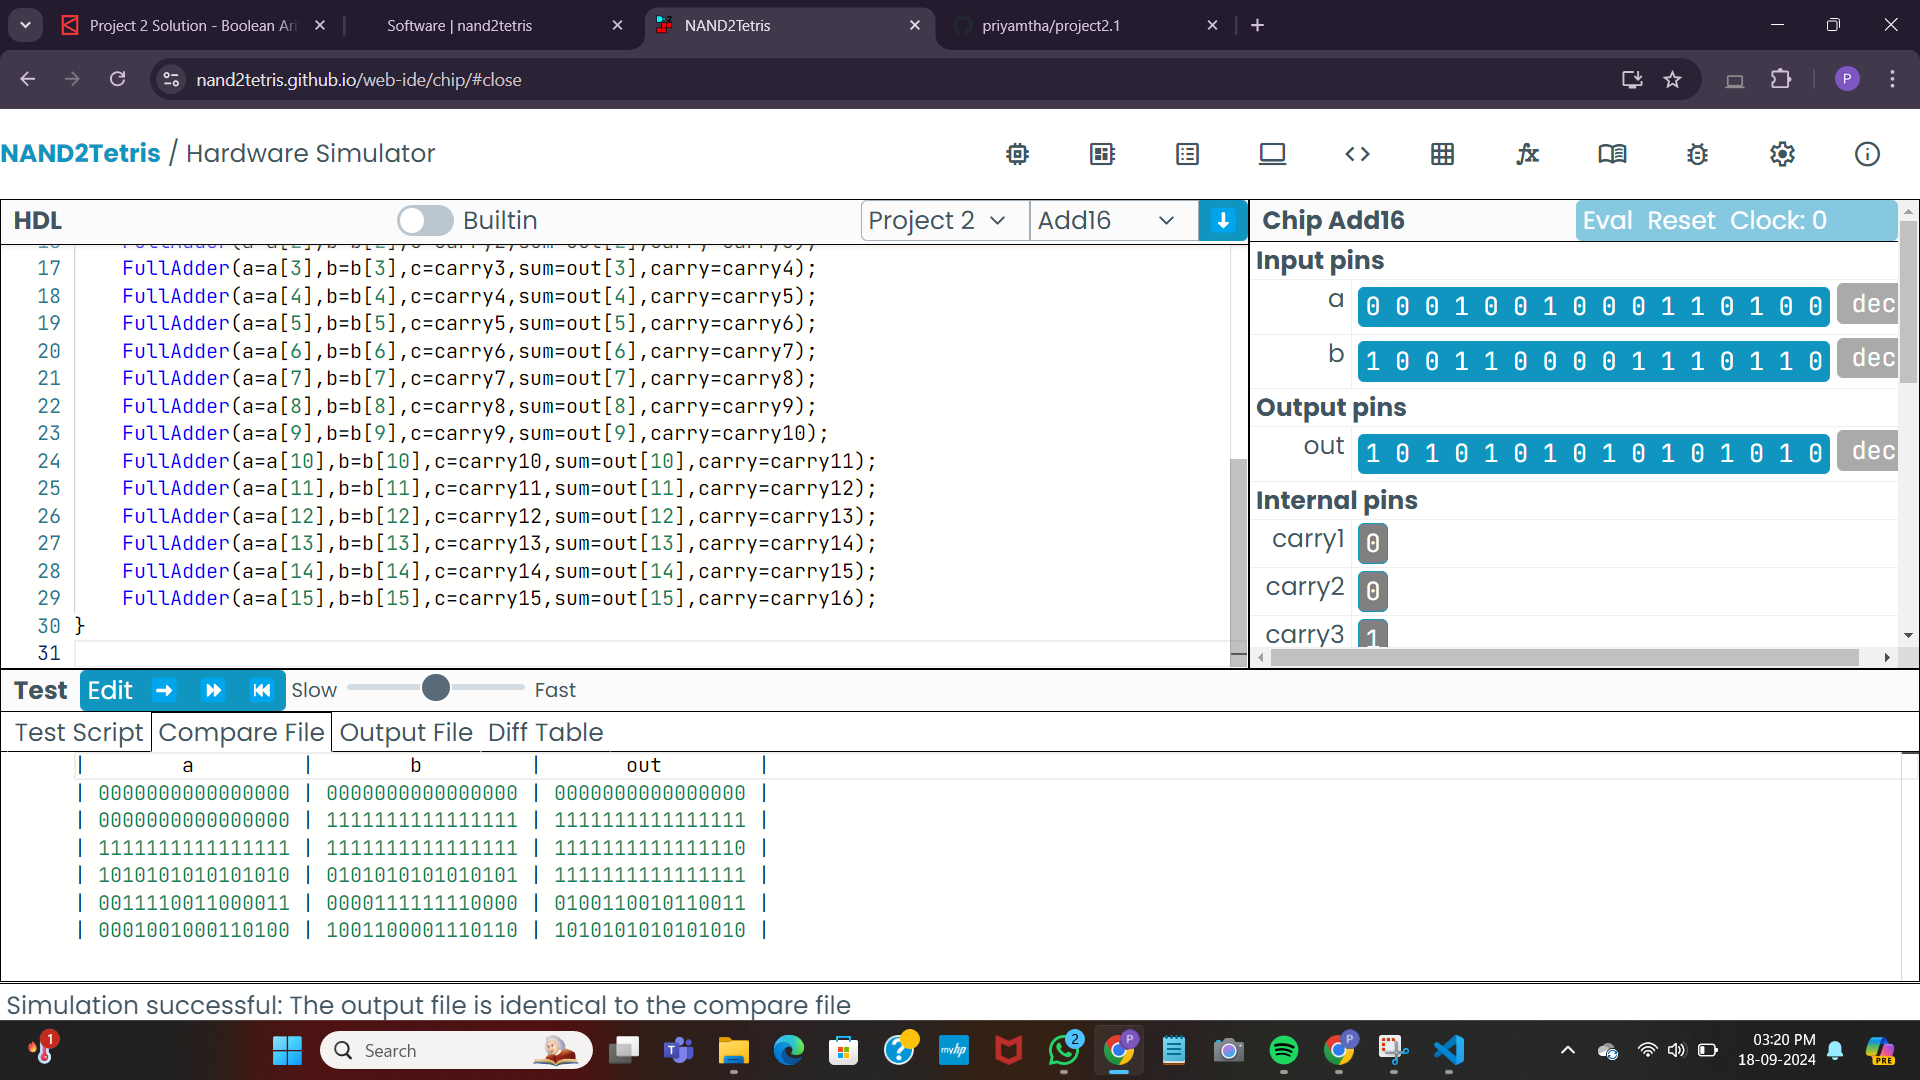 Project 2 Solution - Boolean Ari
Software | nand2tetris
NAND2Tetris
priyamtha/project2.1
nand2tetris.github.io/web-ide/chip/#close
P
NAND2Tetris / Hardware Simulator
HDL
Builtin
Project 2
Add16
17 FullAdder(a=a[3],b=b[3],c=carry3,sum=out[3],carry=carry4);
18 FullAdder(a=a[4],b=b[4],c=carry4,sum=out[4],carry=carry5);
19 FullAdder(a=a[5],b=b[5],c=carry5,sum=out[5],carry=carry6);
20 FullAdder(a=a[6],b=b[6],c=carry6,sum=out[6],carry=carry7);
21 FullAdder(a=a[7],b=b[7],c=carry7,sum=out[7],carry=carry8);
22 FullAdder(a=a[8],b=b[8],c=carry8,sum=out[8],carry=carry9);
23 FullAdder(a=a[9],b=b[9],c=carry9,sum=out[9],carry=carry10);
24 FullAdder(a=a[10],b=b[10],c=carry10,sum=out[10],carry=carry11);
25 FullAdder(a=a[11],b=b[11],c=carry11,sum=out[11],carry=carry12);
26 FullAdder(a=a[12],b=b[12],c=carry12,sum=out[12],carry=carry13);
27 FullAdder(a=a[13],b=b[13],c=carry13,sum=out[13],carry=carry14);
28 FullAdder(a=a[14],b=b[14],c=carry14,sum=out[14],carry=carry15);
29 FullAdder(a=a[15],b=b[15],c=carry15,sum=out[15],carry=carry16);
30 }
31
Chip Add16
Eval Reset Clock: 0
Input pins
a 0 0 0 1 0 0 1 0 0 0 1 1 0 1 0 0 dec
b 1 0 0 1 1 0 0 0 0 1 1 1 0 1 1 0 dec
Output pins
out 1 0 1 0 1 0 1 0 1 0 1 0 1 0 1 0 dec
Internal pins
carry1 0
carry2 0
carry3 1
Test Edit Slow Fast
Test Script Compare File Output File Diff Table
| a | b | out |
| 0000000000000000 | 0000000000000000 | 0000000000000000 |
| 0000000000000000 | 1111111111111111 | 1111111111111111 |
| 1111111111111111 | 1111111111111111 | 1111111111111110 |
| 1010101010101010 | 0101010101010101 | 1111111111111111 |
| 0011110011000011 | 0000111111110000 | 0100110010110011 |
| 0001001000110100 | 1001100001110110 | 1010101010101010 |
Simulation successful: The output file is identical to the compare file
1
Search
myhp
2
P
P
03:20 PM
18-09-2024
PRE